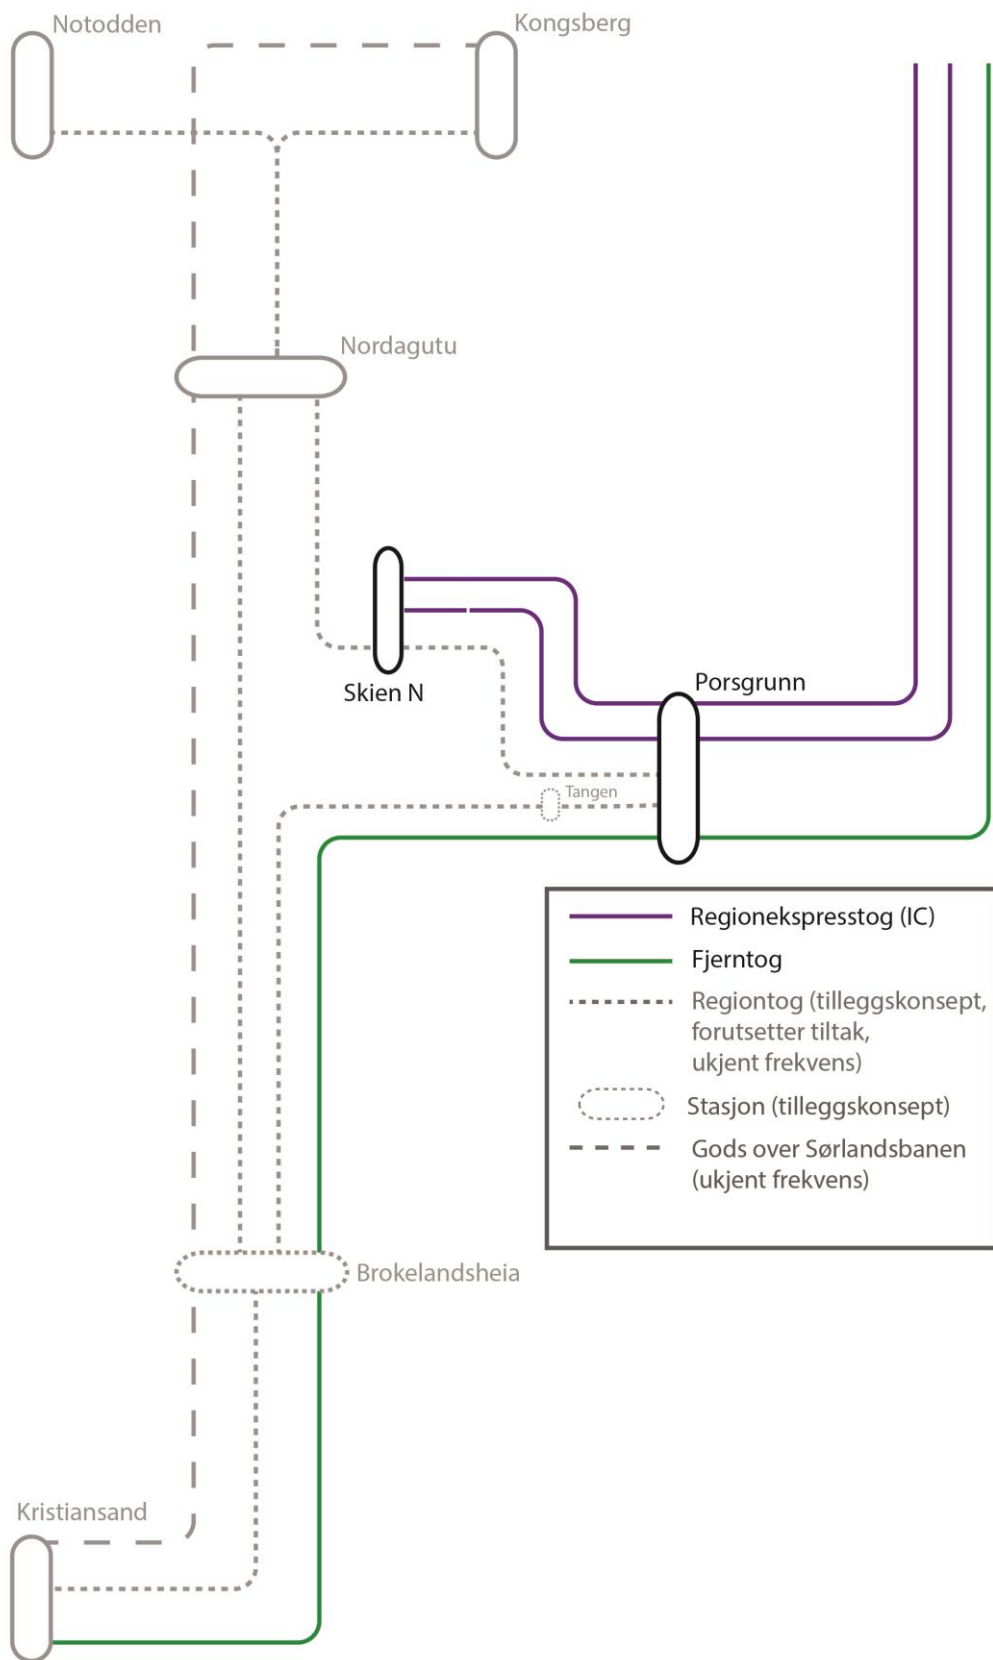 Notodden
Kongsberg
Nordagutu
Skien N
Porsgrunn
Tangen
Regionekspresstog (IC)
Fjerntog
Regiontog (tilleggskonsept,
forutsetter tiltak,
ukjent frekvens)
Stasjon (tilleggskonsept)
Gods over Sørlandsbanen
(ukjent frekvens)
Brokelandsheia
Kristiansand